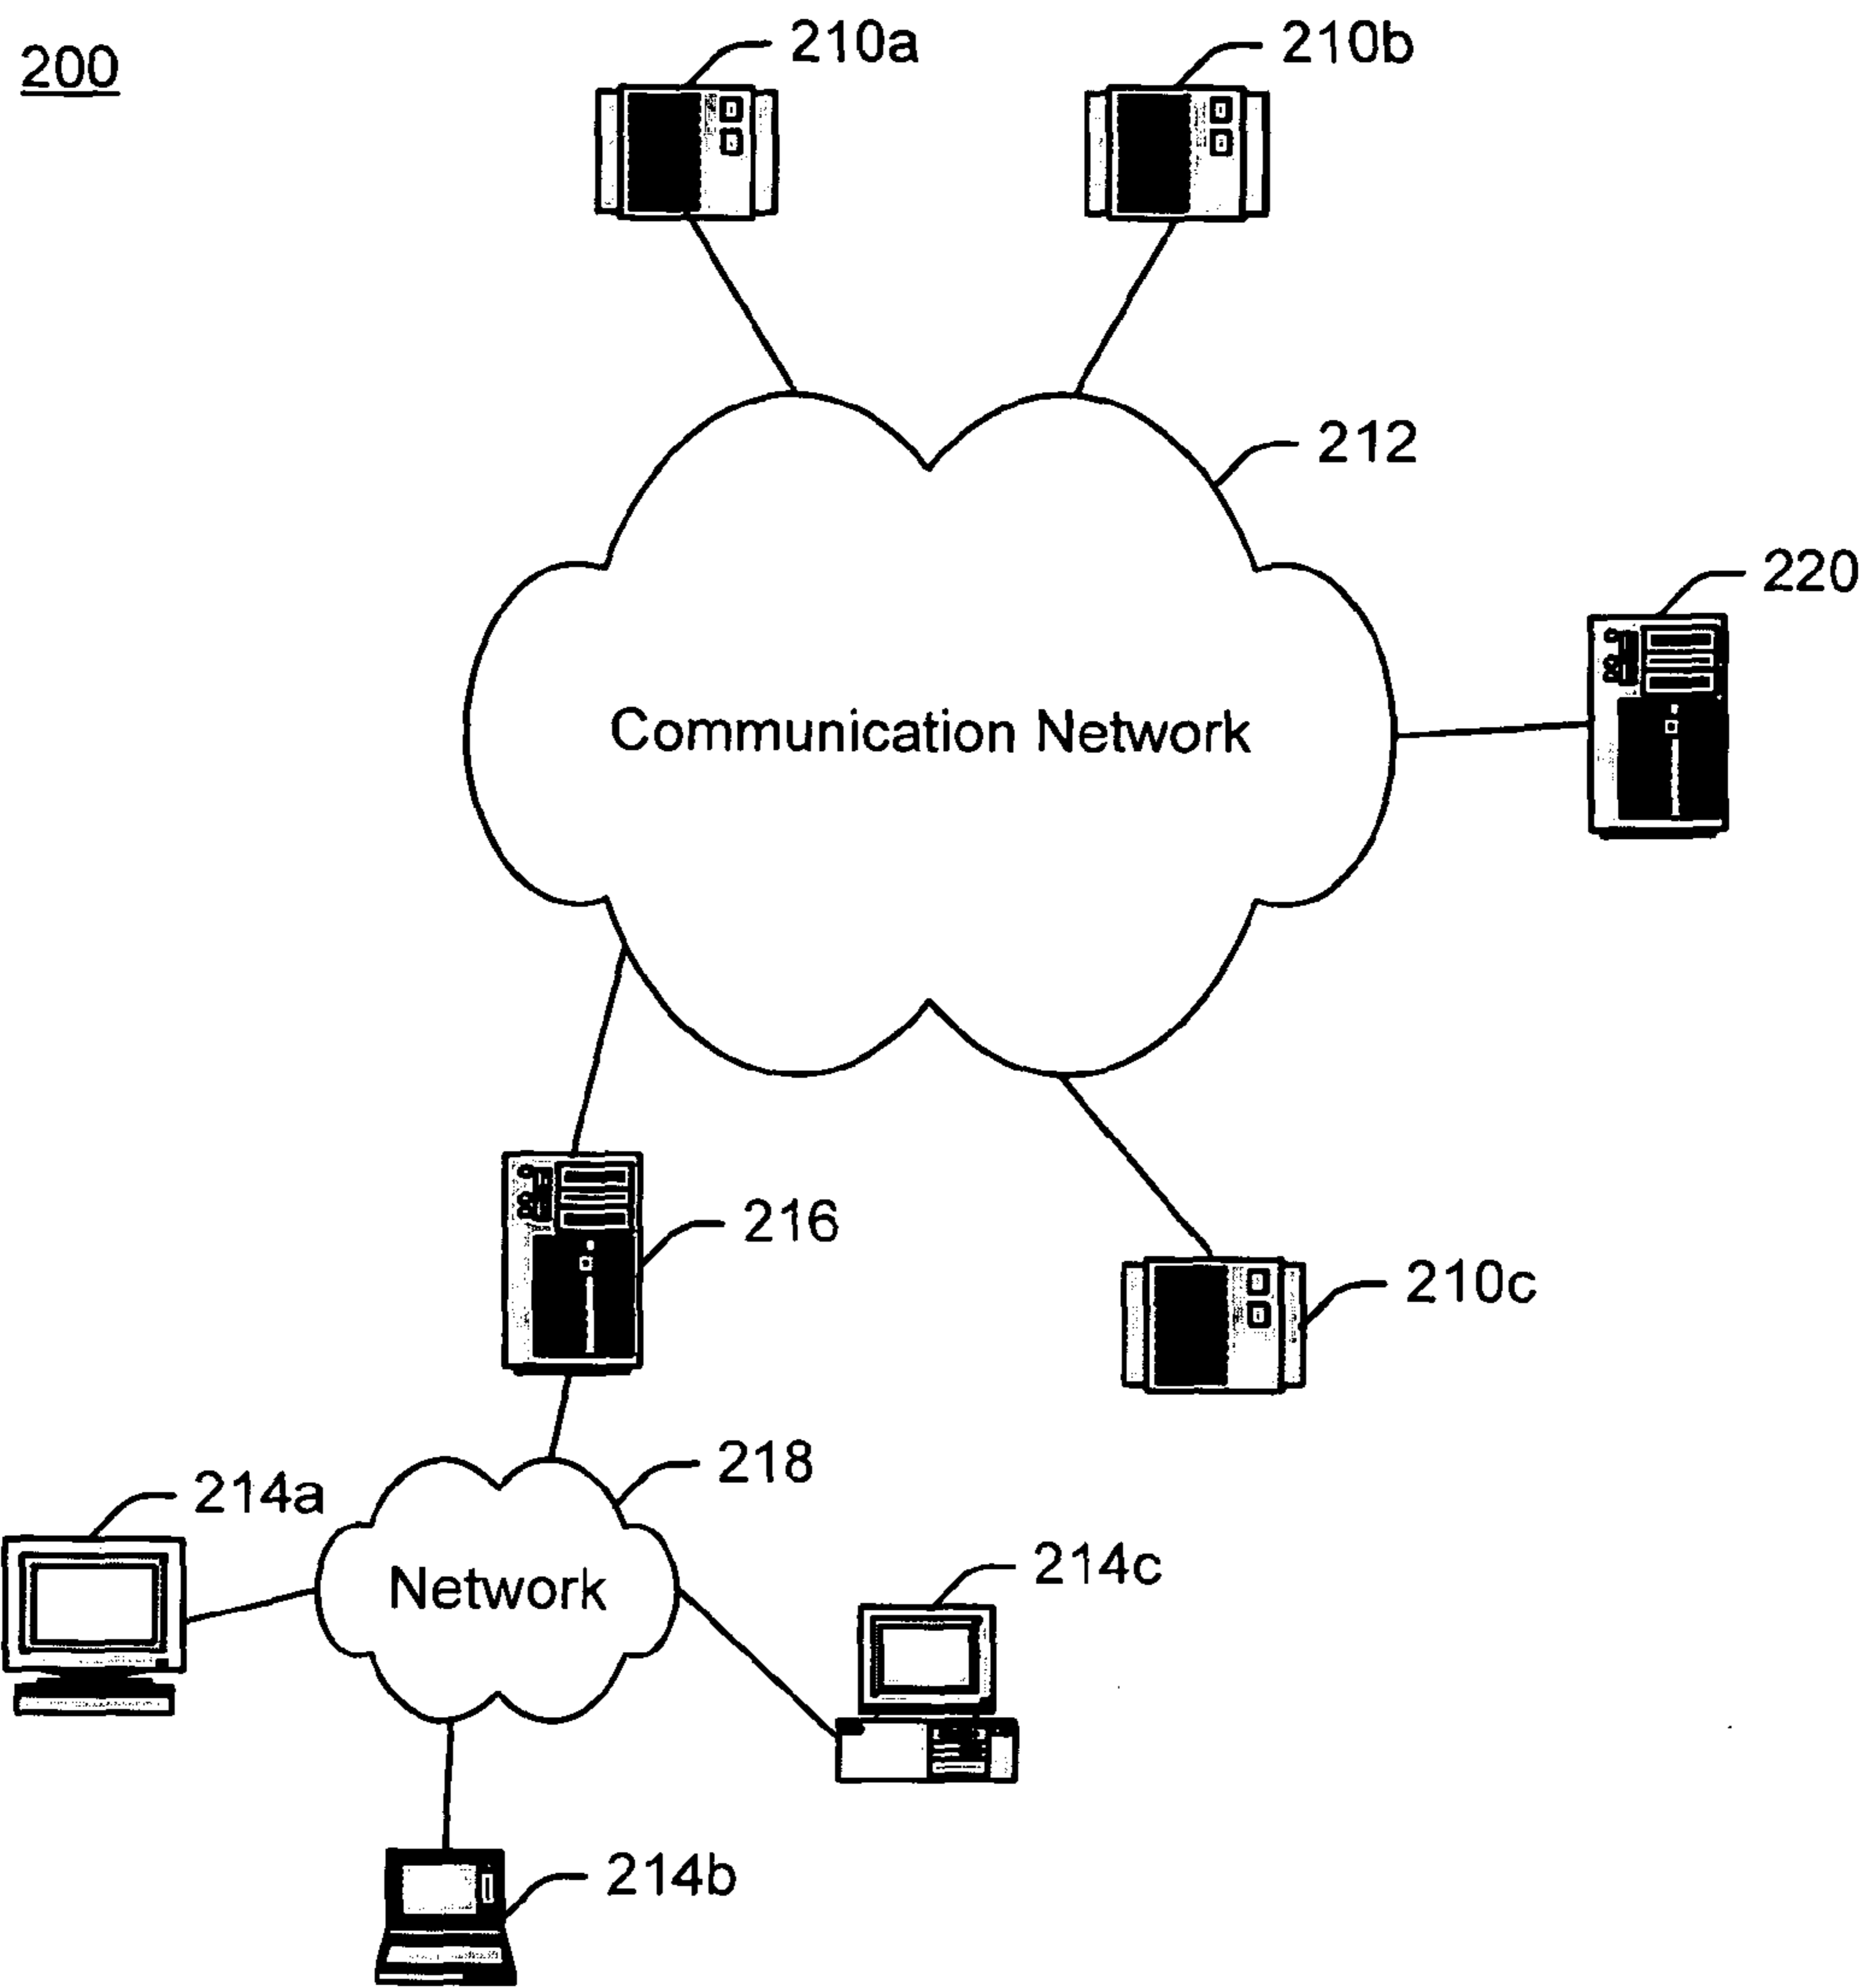 200
210a
210b
212
220
Communication Network
216
210c
218
214a
Network
214c
214b